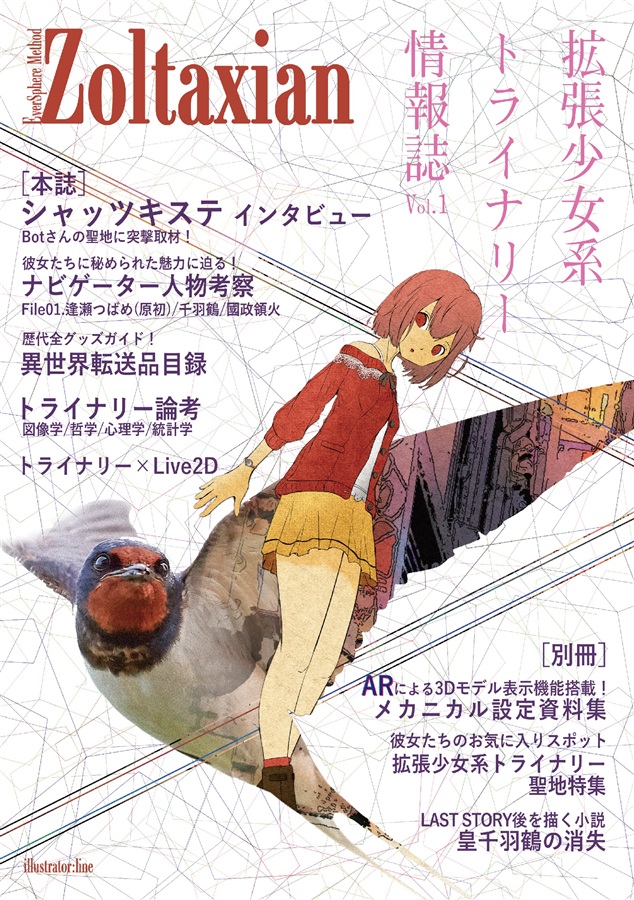 EverSphere Method
Zoltaxian
拡張少女系
トライナリー
情報誌
Vol.1
[本誌]
シャッツキステ インタビュー
Botさんの聖地に突撃取材！
彼女たちに秘められた魅力に迫る！
ナビゲーター人物考察
File01.逢瀬つばめ(原初)/千羽鶴/國政領火
歴代全グッズガイド！
異世界転送品目録
トライナリー論考
図像学/哲学/心理学/統計学
トライナリー×Live2D
[別冊]
ARによる3Dモデル表示機能搭載！
メカニカル設定資料集
彼女たちのお気に入りスポット
拡張少女系トライナリー
聖地特集
LAST STORY後を描く小説
皇千羽鶴の消失
illustrator:line